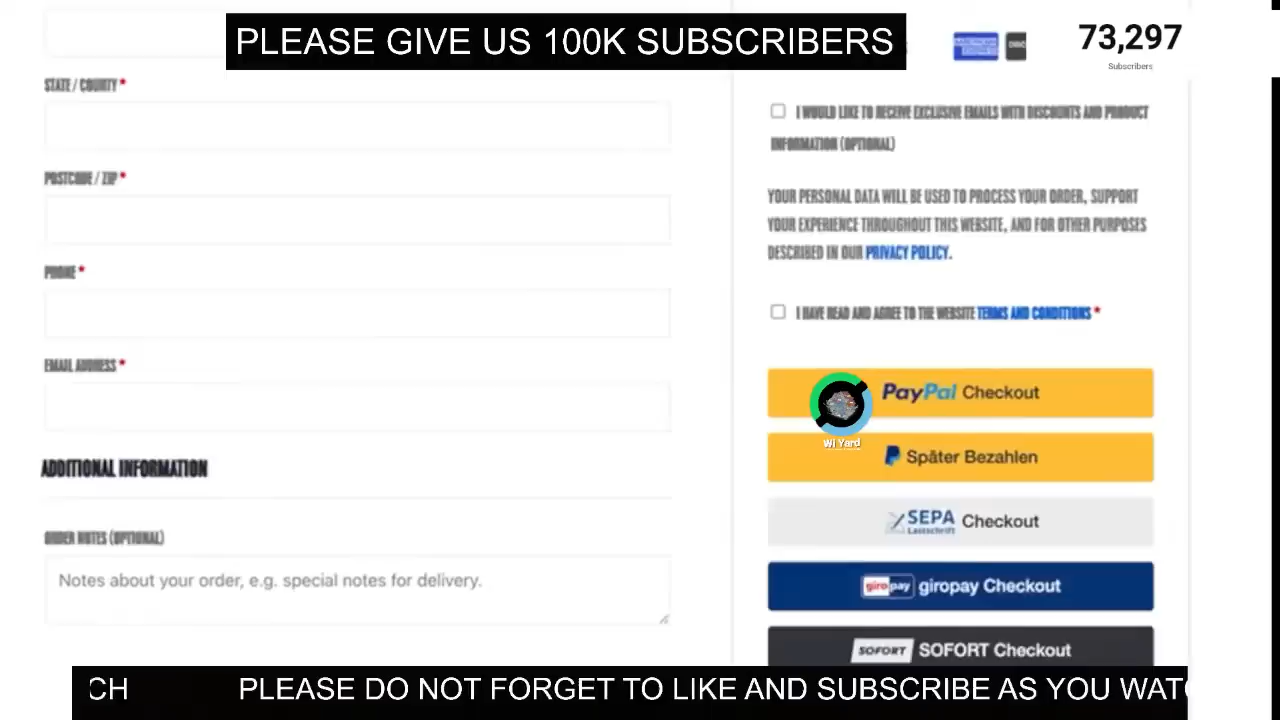 PLEASE GIVE US 100K SUBSCRIBERS
73,297
Subscribers
STATE / COUNTY *
POSTCODE / ZIP *
PHONE *
EMAIL ADDRESS *
ADDITIONAL INFORMATION
ORDER NOTES (OPTIONAL)
Notes about your order, e.g. special notes for delivery.
I WOULD LIKE TO RECEIVE EXCLUSIVE EMAILS WITH DISCOUNTS AND PRODUCT
INFORMATION (OPTIONAL)
YOUR PERSONAL DATA WILL BE USED TO PROCESS YOUR ORDER, SUPPORT
YOUR EXPERIENCE THROUGHOUT THIS WEBSITE, AND FOR OTHER PURPOSES
DESCRIBED IN OUR PRIVACY POLICY.
I HAVE READ AND AGREE TO THE WEBSITE TERMS AND CONDITIONS *
PayPal Checkout
Wi Yard
Später Bezahlen
SEPA Lastschrift Checkout
giropay giropay Checkout
SOFORT SOFORT Checkout
CH PLEASE DO NOT FORGET TO LIKE AND SUBSCRIBE AS YOU WATC